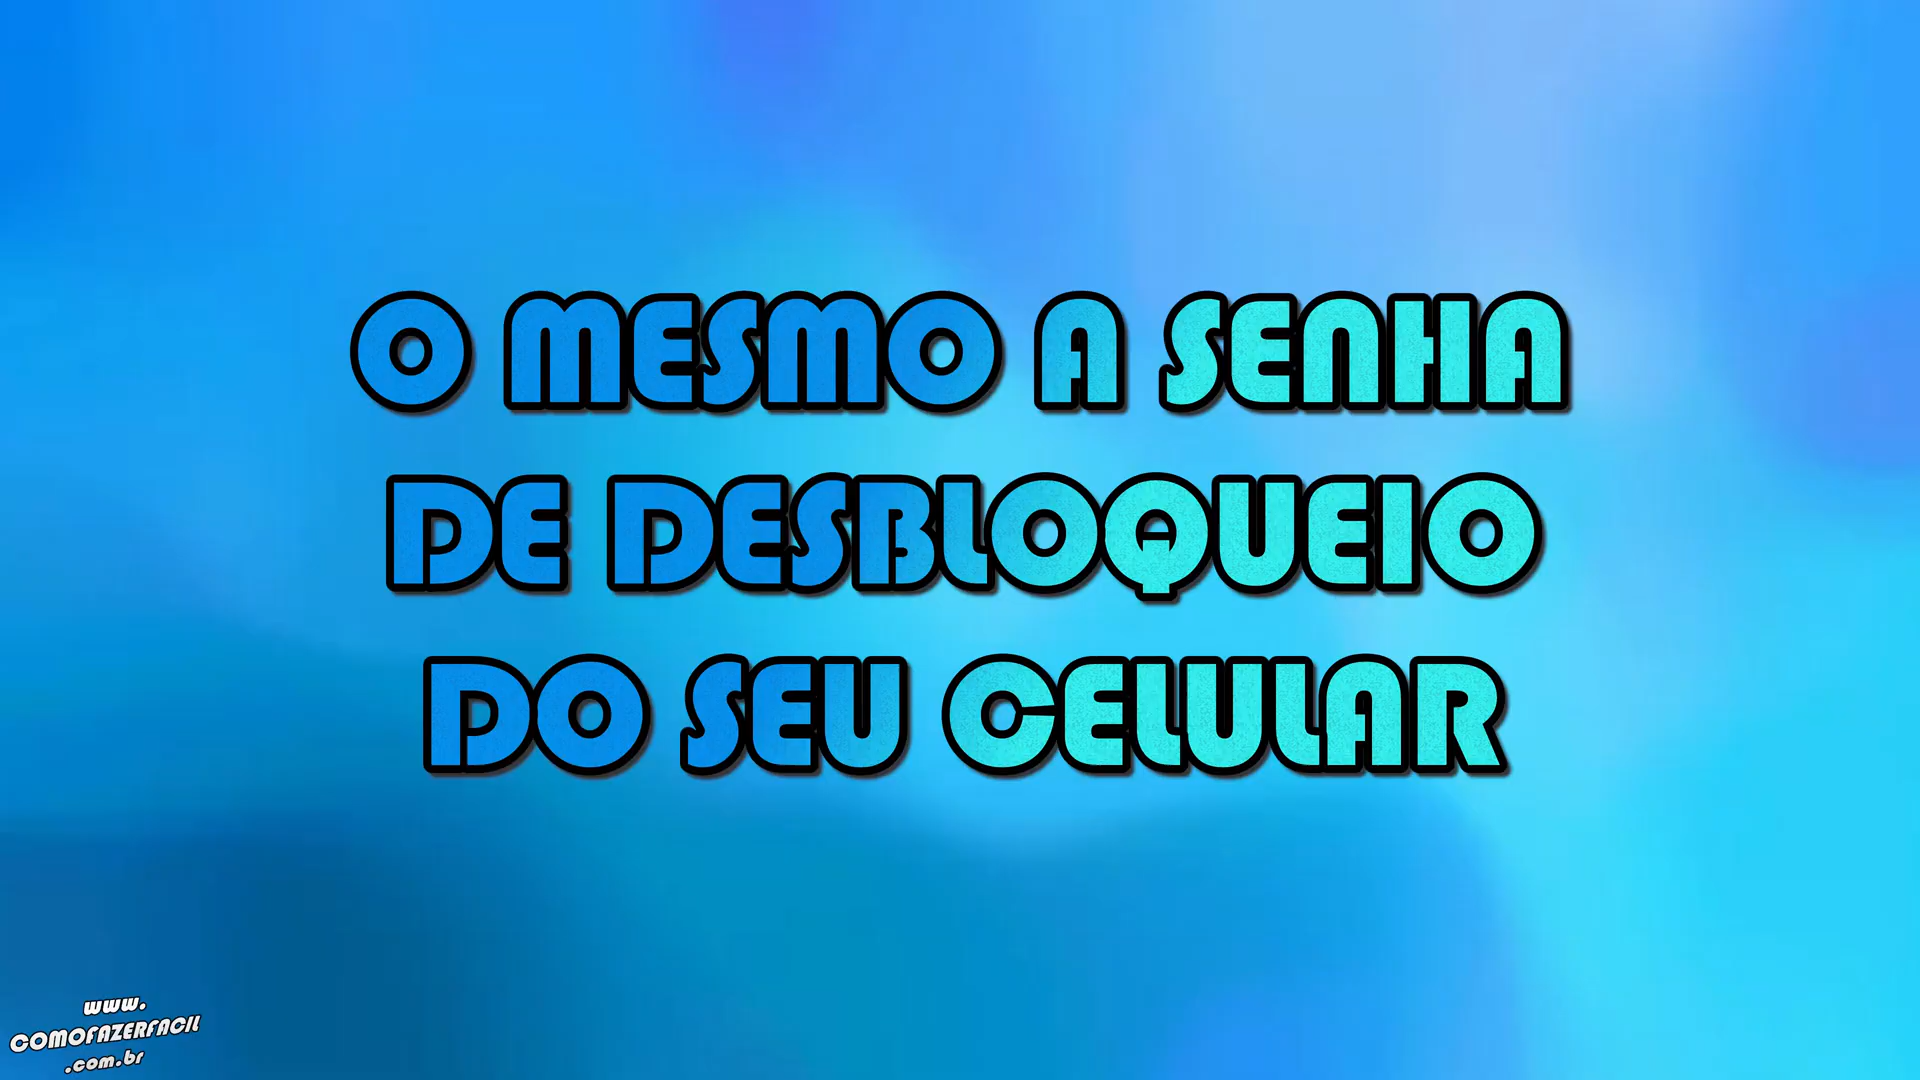 O MESMO A SENHA
DE DESBLOQUEIO
DO SEU CELULAR
www.
COMOFAZERFACIL
.com.br